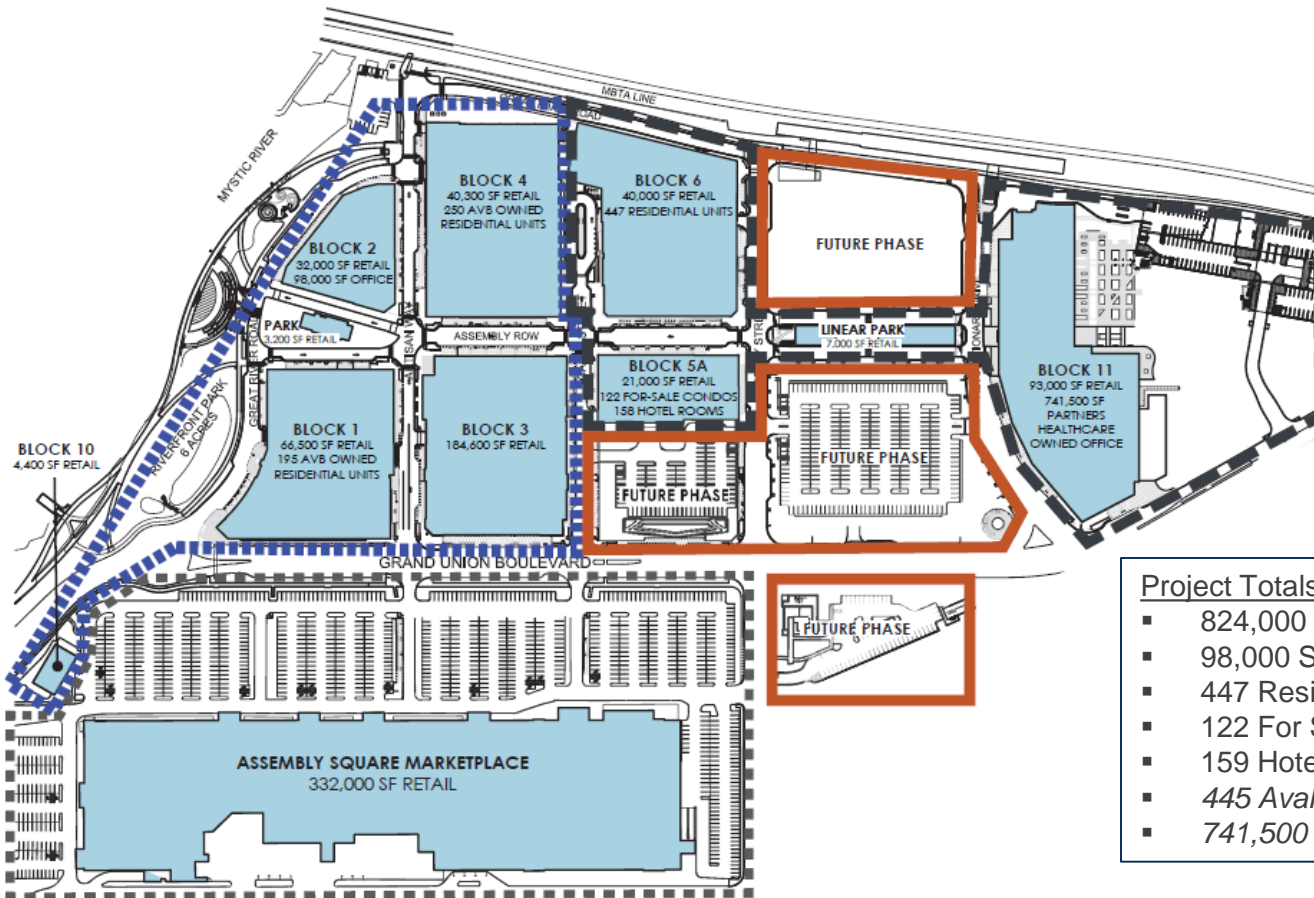 MBTA LINE
ROAD
MYSTIC RIVER
BLOCK 4
40,300 SF RETAIL
250 AVB OWNED
RESIDENTIAL UNITS
BLOCK 6
40,000 SF RETAIL
447 RESIDENTIAL UNITS
FUTURE PHASE
BLOCK 2
32,000 SF RETAIL
98,000 SF OFFICE
PARK
3,200 SF RETAIL
ASSEMBLY ROW
LINEAR PARK
7,000 SF RETAIL
BLOCK 11
93,000 SF RETAIL
741,500 SF
PARTNERS
HEALTHCARE
OWNED OFFICE
BLOCK 5A
21,000 SF RETAIL
122 FOR-SALE CONDOS
158 HOTEL ROOMS
BLOCK 1
66,500 SF RETAIL
195 AVB OWNED
RESIDENTIAL UNITS
BLOCK 3
184,600 SF RETAIL
FUTURE PHASE
FUTURE PHASE
RIVERFRONT PARK
6 ACRES
BLOCK 10
4,400 SF RETAIL
GRAND UNION BOULEVARD
FUTURE PHASE
ASSEMBLY SQUARE MARKETPLACE
332,000 SF RETAIL
Project Totals
▪ 824,000
▪ 98,000 S
▪ 447 Resi
▪ 122 For
▪ 159 Hote
▪ 445 Aval
▪ 741,500